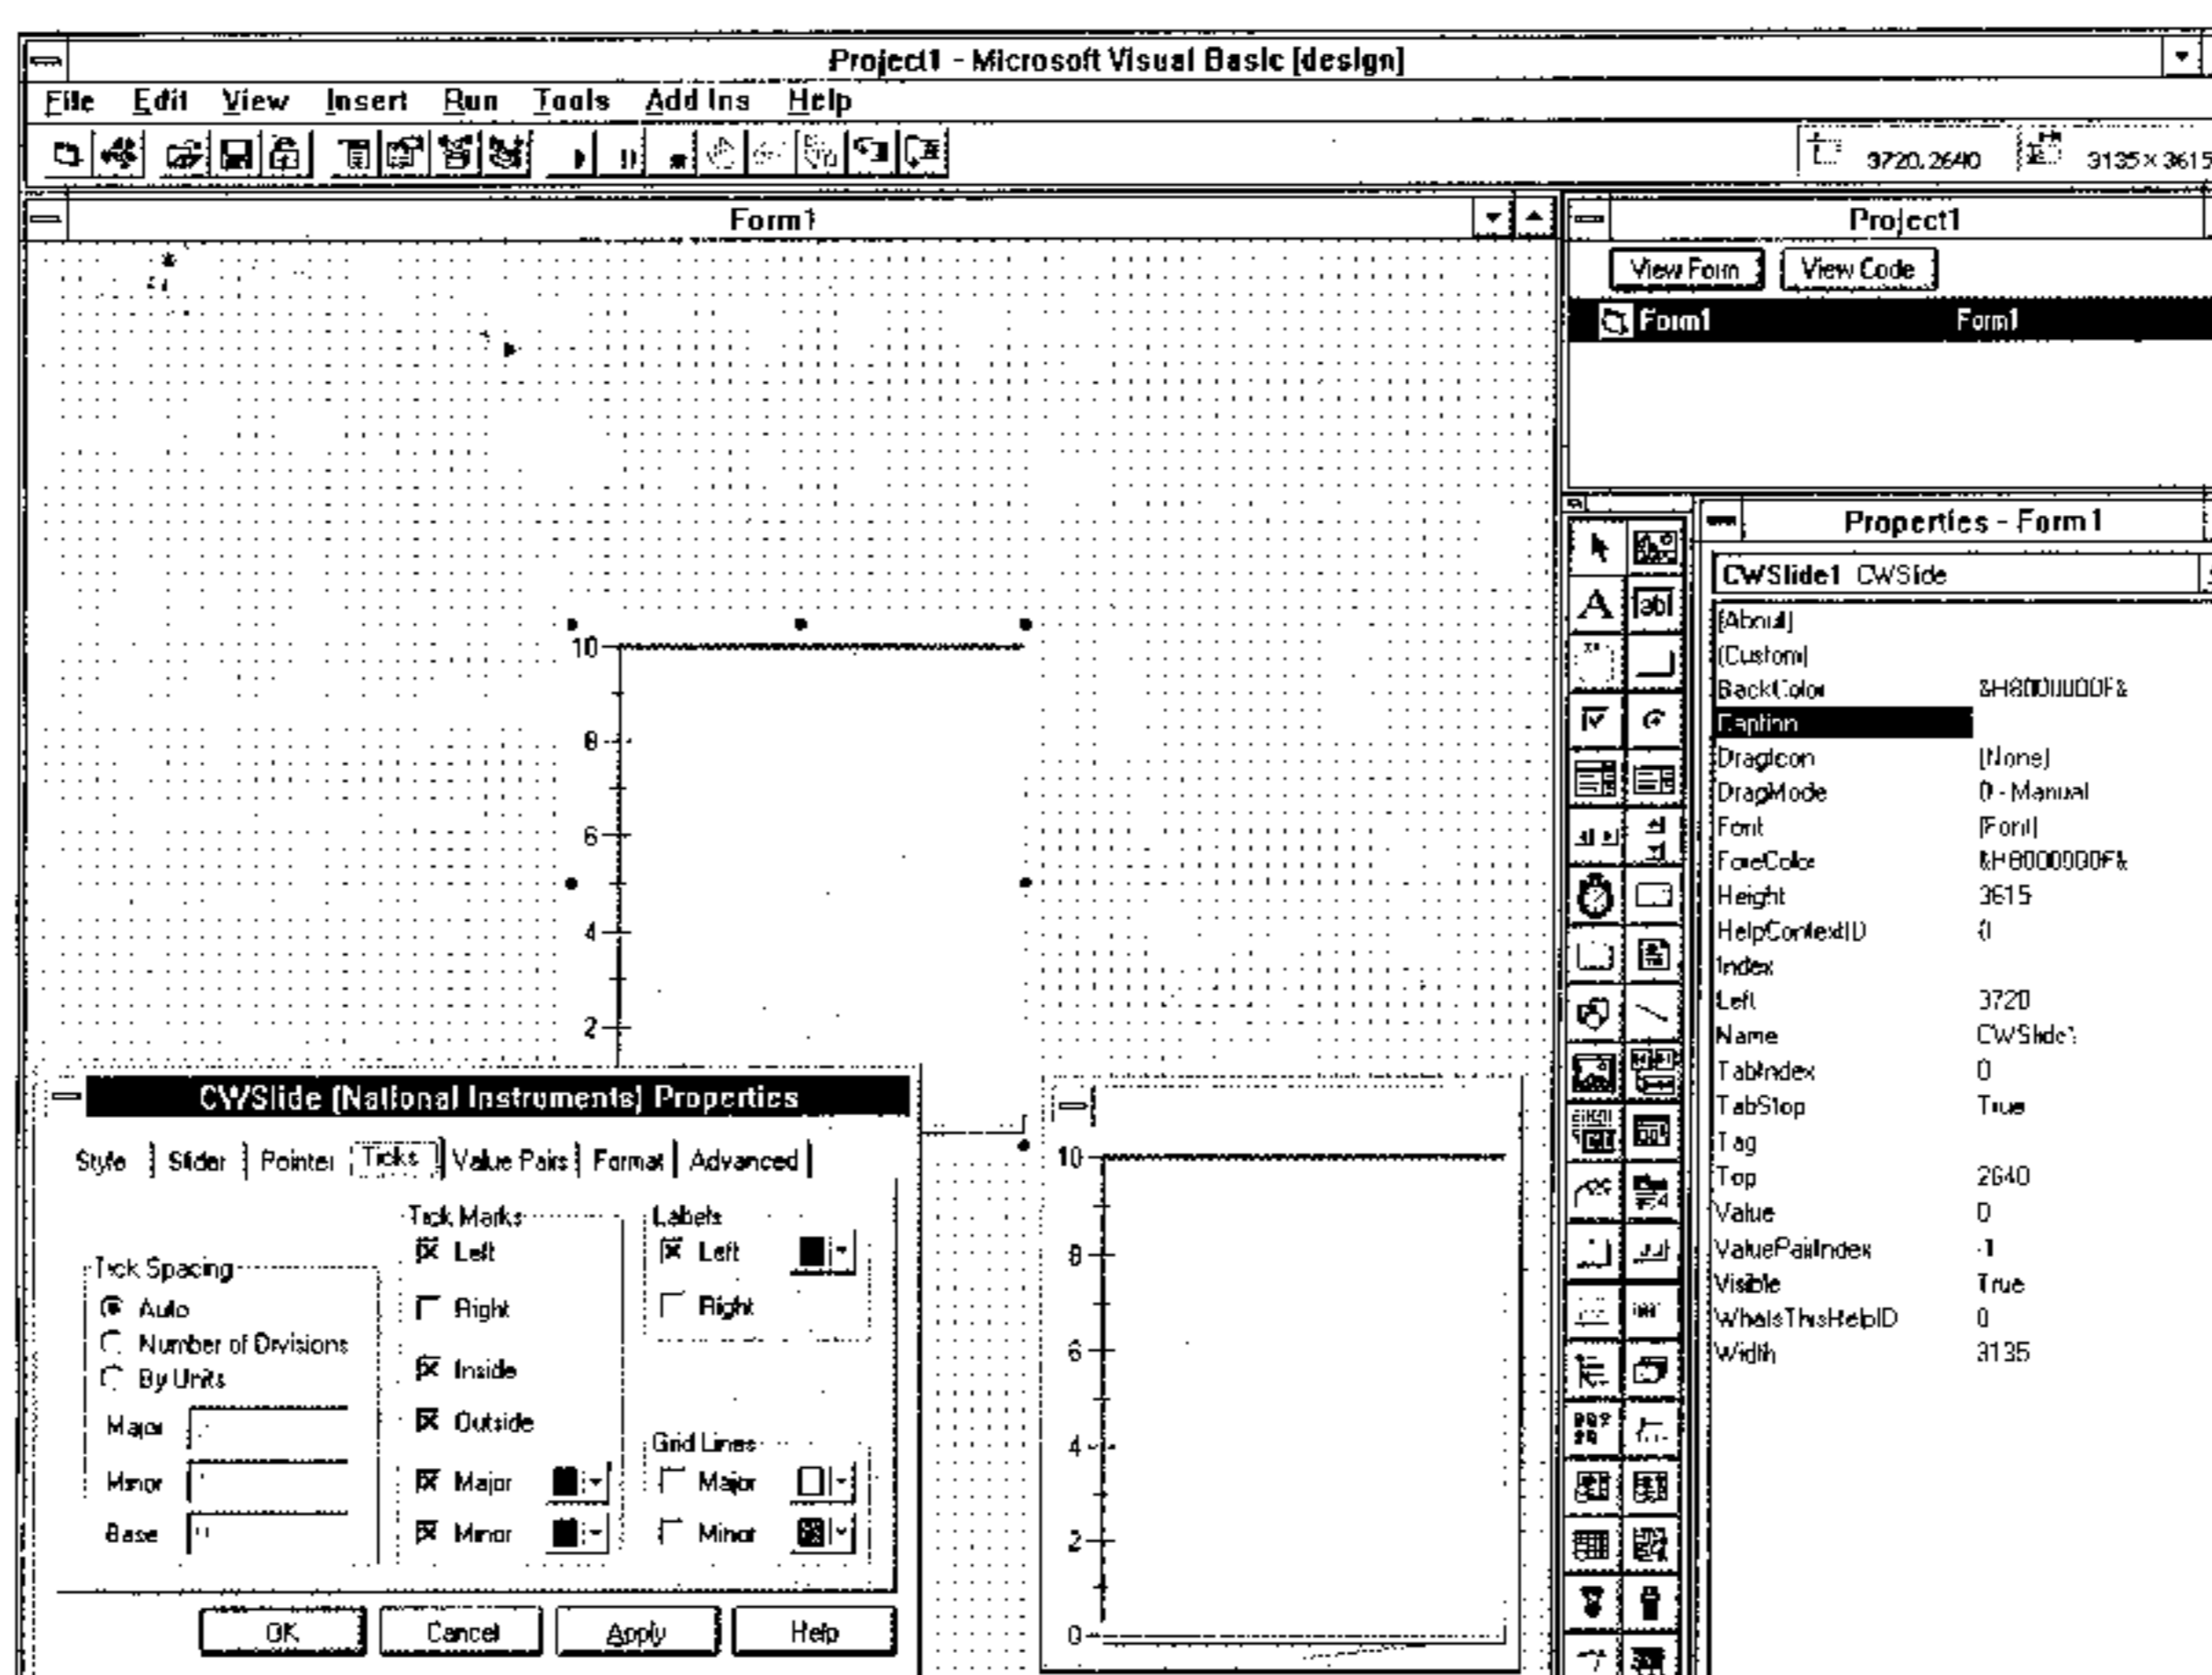 Project1 - Microsoft Visual Basic [design]
File Edit View Insert Run Tools Add Ins Help
3720,2640 3135×3615
Form1
Project1
View Form View Code
Form1 Form1
Properties - Form1
CWSlide1 CWSlide
A ab
(About)
(Custom)
BackColor &H8000000F&
Caption
DragIcon (None)
DragMode 0 - Manual
Font (Font)
ForeColor
Height 3615
HelpContextID 0
Index
Left 3720
Name CWSlide1
TabIndex 0
TabStop True
Tag
Top 2640
Value 0
ValuePairIndex -1
Visible True
WhatsThisHelpID 0
Width 3135
10
8
6
4
2
CWSlide (National Instruments) Properties
Style Slider Pointer Ticks Value Pairs Format Advanced
Tick Spacing
Auto
Number of Divisions
By Units
Major
Minor
Base
Tick Marks
Left
Right
Inside
Outside
Major
Minor
Labels
Left
Right
Grid Lines
Major
Minor
OK Cancel Apply Help
10
8
6
4
2
0